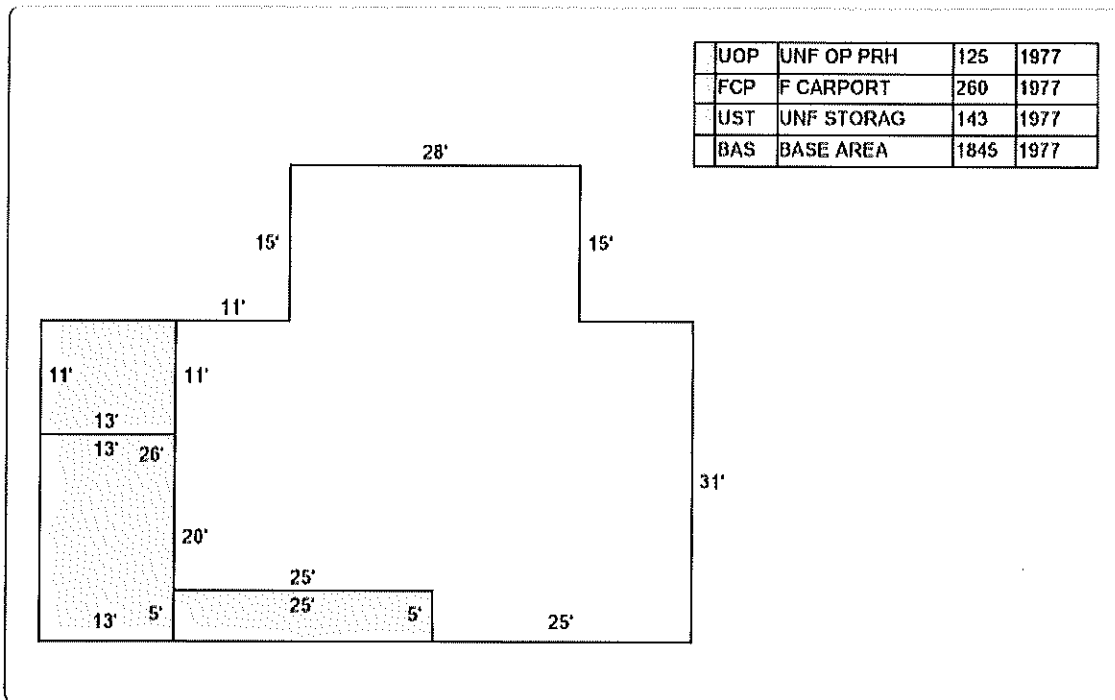 UOP UNF OP PRH 125 1977
FCP F CARPORT 260 1977
UST UNF STORAG 143 1977
BAS BASE AREA 1845 1977
28'
15' 15'
11'
11' 11'
13'
13' 26'
31'
20'
25'
25'
13' 5' 5' 25'